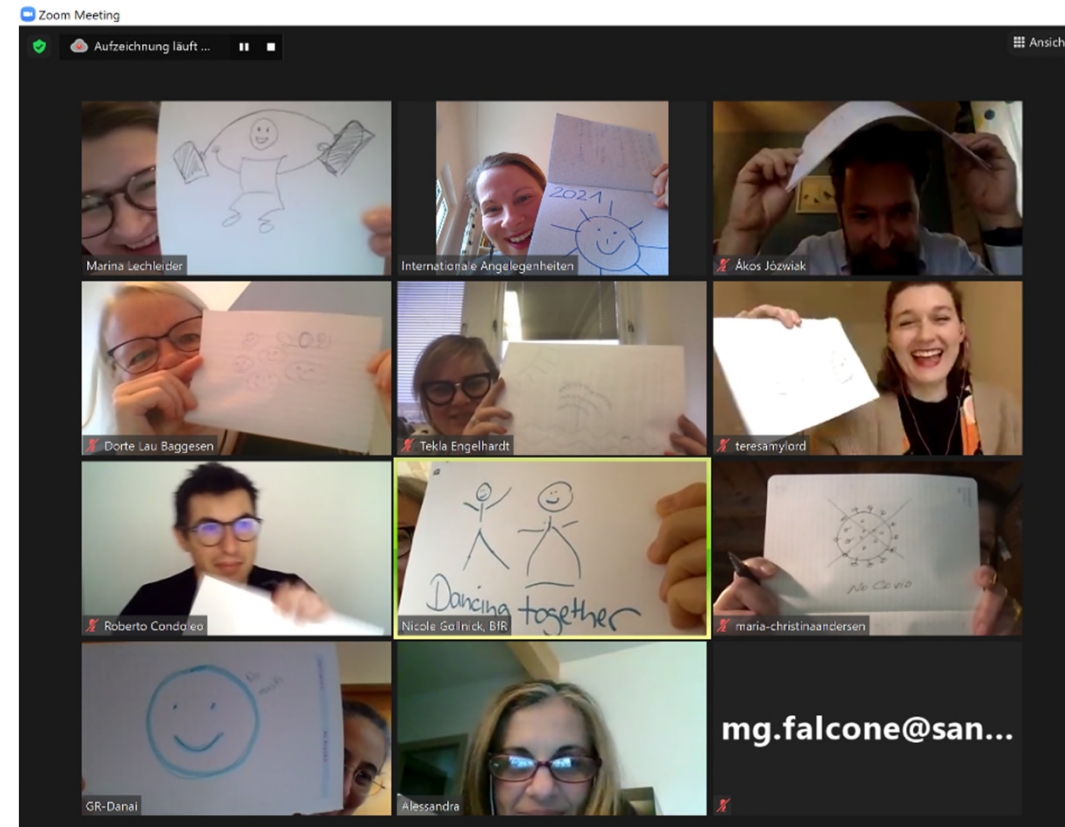 Zoom Meeting
Aufzeichnung läuft ...
Ansich
Marina Lechleider
2021
Internationale Angelegenheiten
Ákos Józwiak
Dorte Lau Baggesen
Tekla Engelhardt
teresamylord
Roberto Condoleo
Dancing together
Nicole Gollnick, BfR
No Covid
maria-christinaandersen
No
GR-Danai
Alessandra
mg.falcone@san...